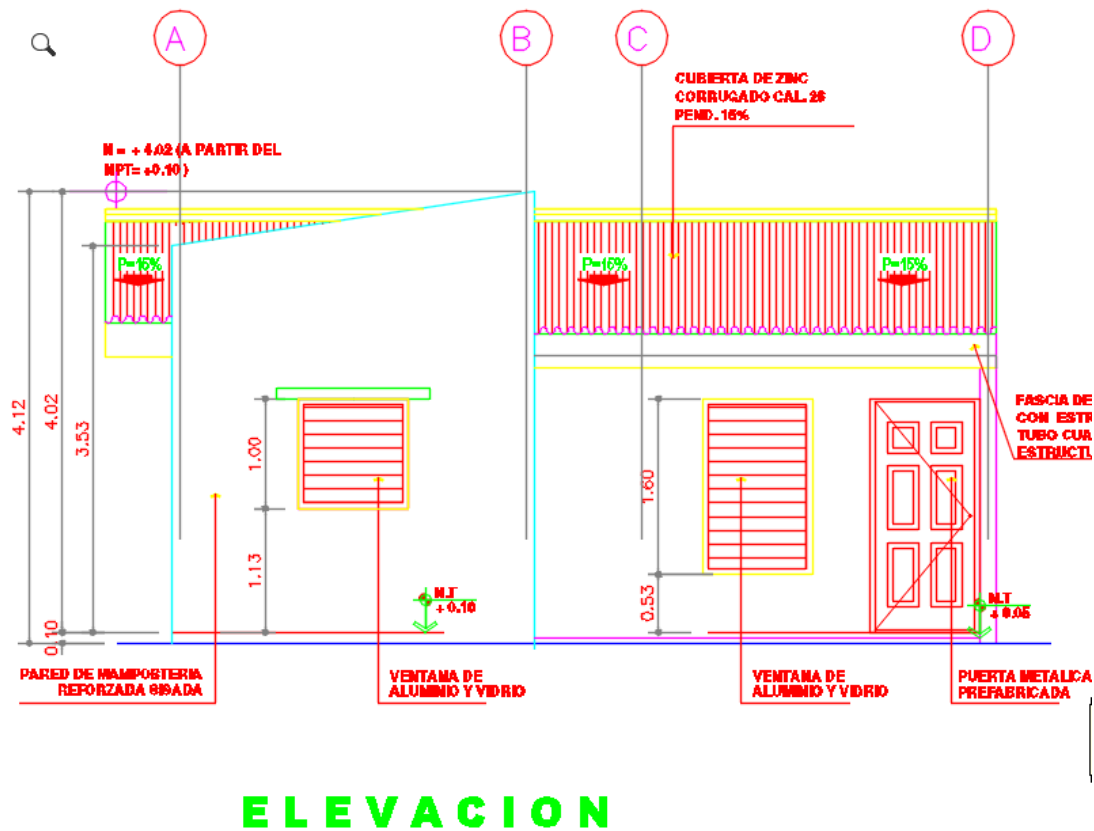 A
B
C
D
CUBIERTA DE ZINC
CORRUGADO CAL. 26
PEND. 15%
N = + 4.02 (A PARTIR DEL
NPT= +0.10 )
P=15%
P=15%
P=15%
4.12
4.02
3.53
0.10
1.00
1.13
1.60
0.53
FASCIA DE
CON ESTR
TUBO CUA
ESTRUCTU
N.T
+ 0.10
N.T
+ 0.05
PARED DE MAMPOSTERIA
REFORZADA SISADA
VENTANA DE
ALUMINIO Y VIDRIO
VENTANA DE
ALUMINIO Y VIDRIO
PUERTA METALICA
PREFABRICADA
ELEVACION